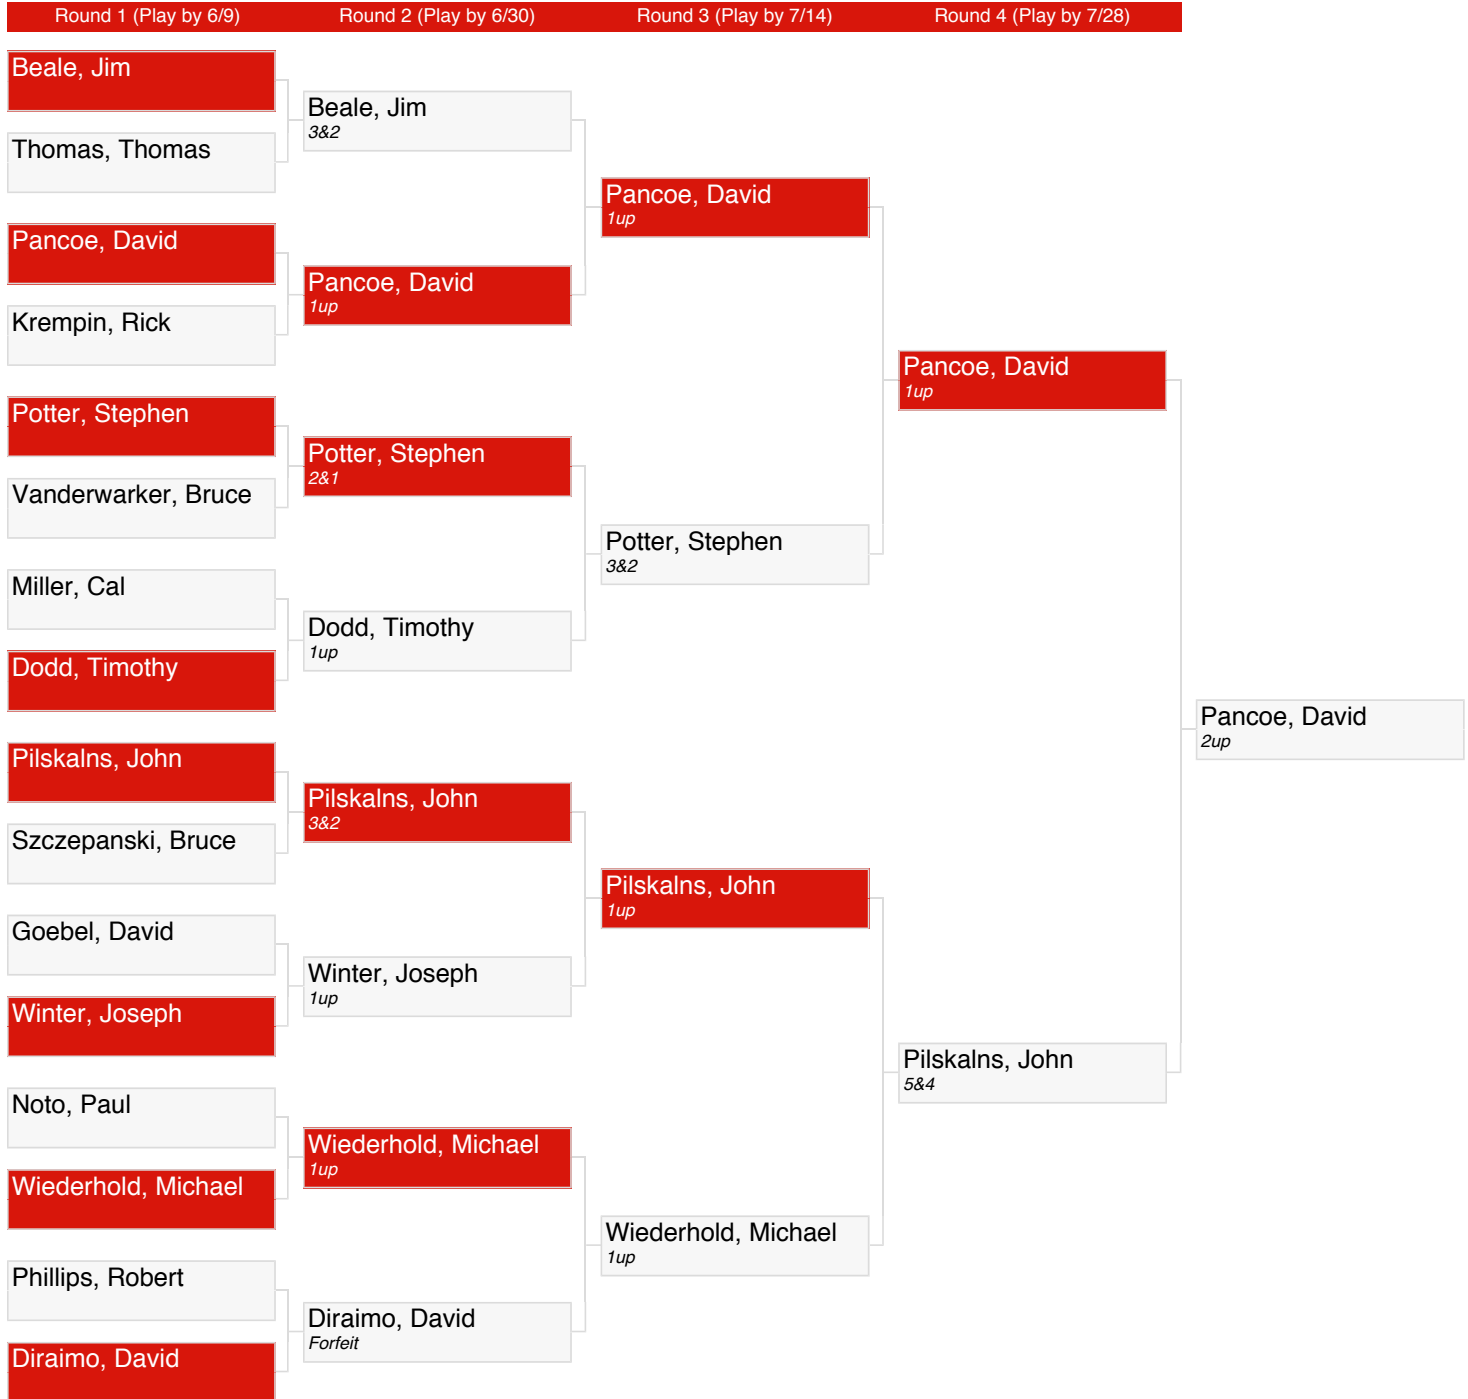 Round 1 (Play by 6/9)
Round 2 (Play by 6/30)
Round 3 (Play by 7/14)
Round 4 (Play by 7/28)
Beale, Jim
Thomas, Thomas
Pancoe, David
Krempin, Rick
Potter, Stephen
Vanderwarker, Bruce
Miller, Cal
Dodd, Timothy
Pilskalns, John
Szczepanski, Bruce
Goebel, David
Winter, Joseph
Noto, Paul
Wiederhold, Michael
Phillips, Robert
Diraimo, David
Beale, Jim
3&2
Pancoe, David
1up
Potter, Stephen
2&1
Dodd, Timothy
1up
Pilskalns, John
3&2
Winter, Joseph
1up
Wiederhold, Michael
1up
Diraimo, David
Forfeit
Pancoe, David
1up
Potter, Stephen
3&2
Pilskalns, John
1up
Wiederhold, Michael
1up
Pancoe, David
1up
Pilskalns, John
5&4
Pancoe, David
2up